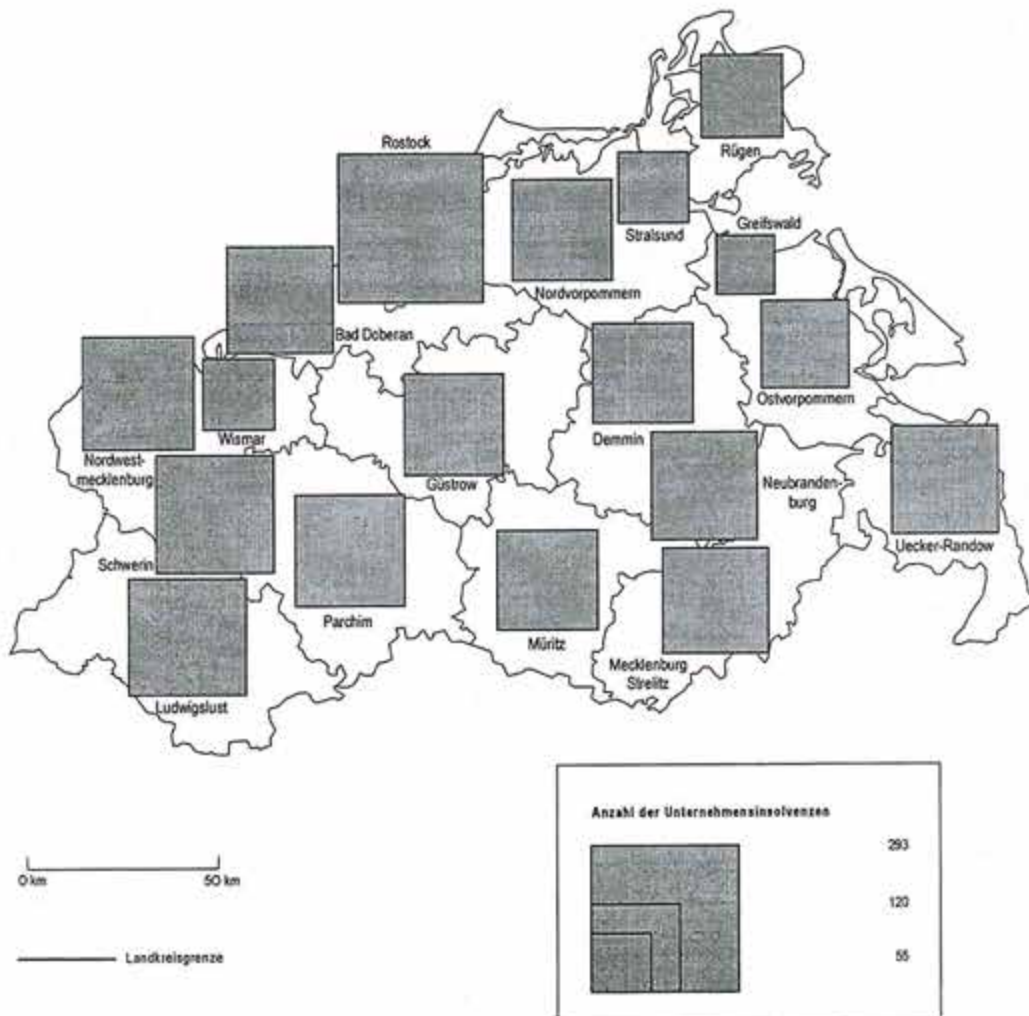 Rügen
Rostock
Stralsund
Greifswald
Nordvorpommern
Bad Doberan
Ostvorpommern
Wismar
Demmin
Nordwest-
mecklenburg
Güstrow
Neubranden-
burg
Uecker-Randow
Schwerin
Parchim
Müritz
Mecklenburg
Strelitz
Ludwigslust
Anzahl der Unternehmensinsolvenzen
293
120
55
0 km 50 km
Landkreisgrenze